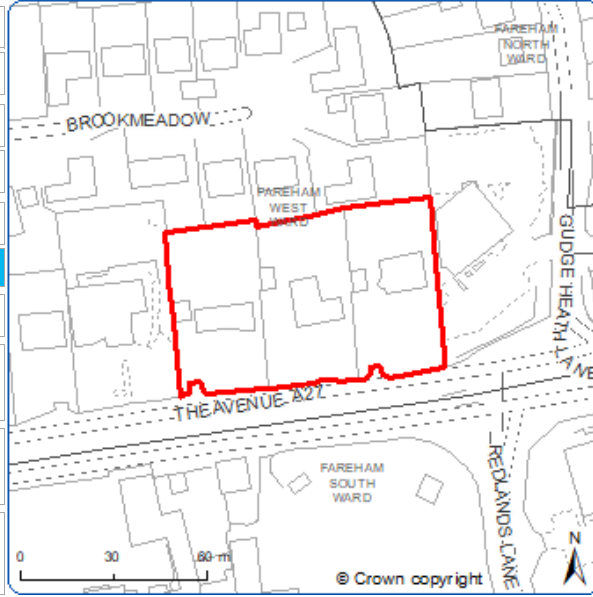 FAREHAM
NORTH
WARD
BROOKMEADOW
FAREHAM
WEST
WARD
GUDGE HEATH LANE
THE AVENUE A27
FAREHAM
SOUTH
WARD
REDLANDS LANE
0 30 60 m
N
© Crown copyright